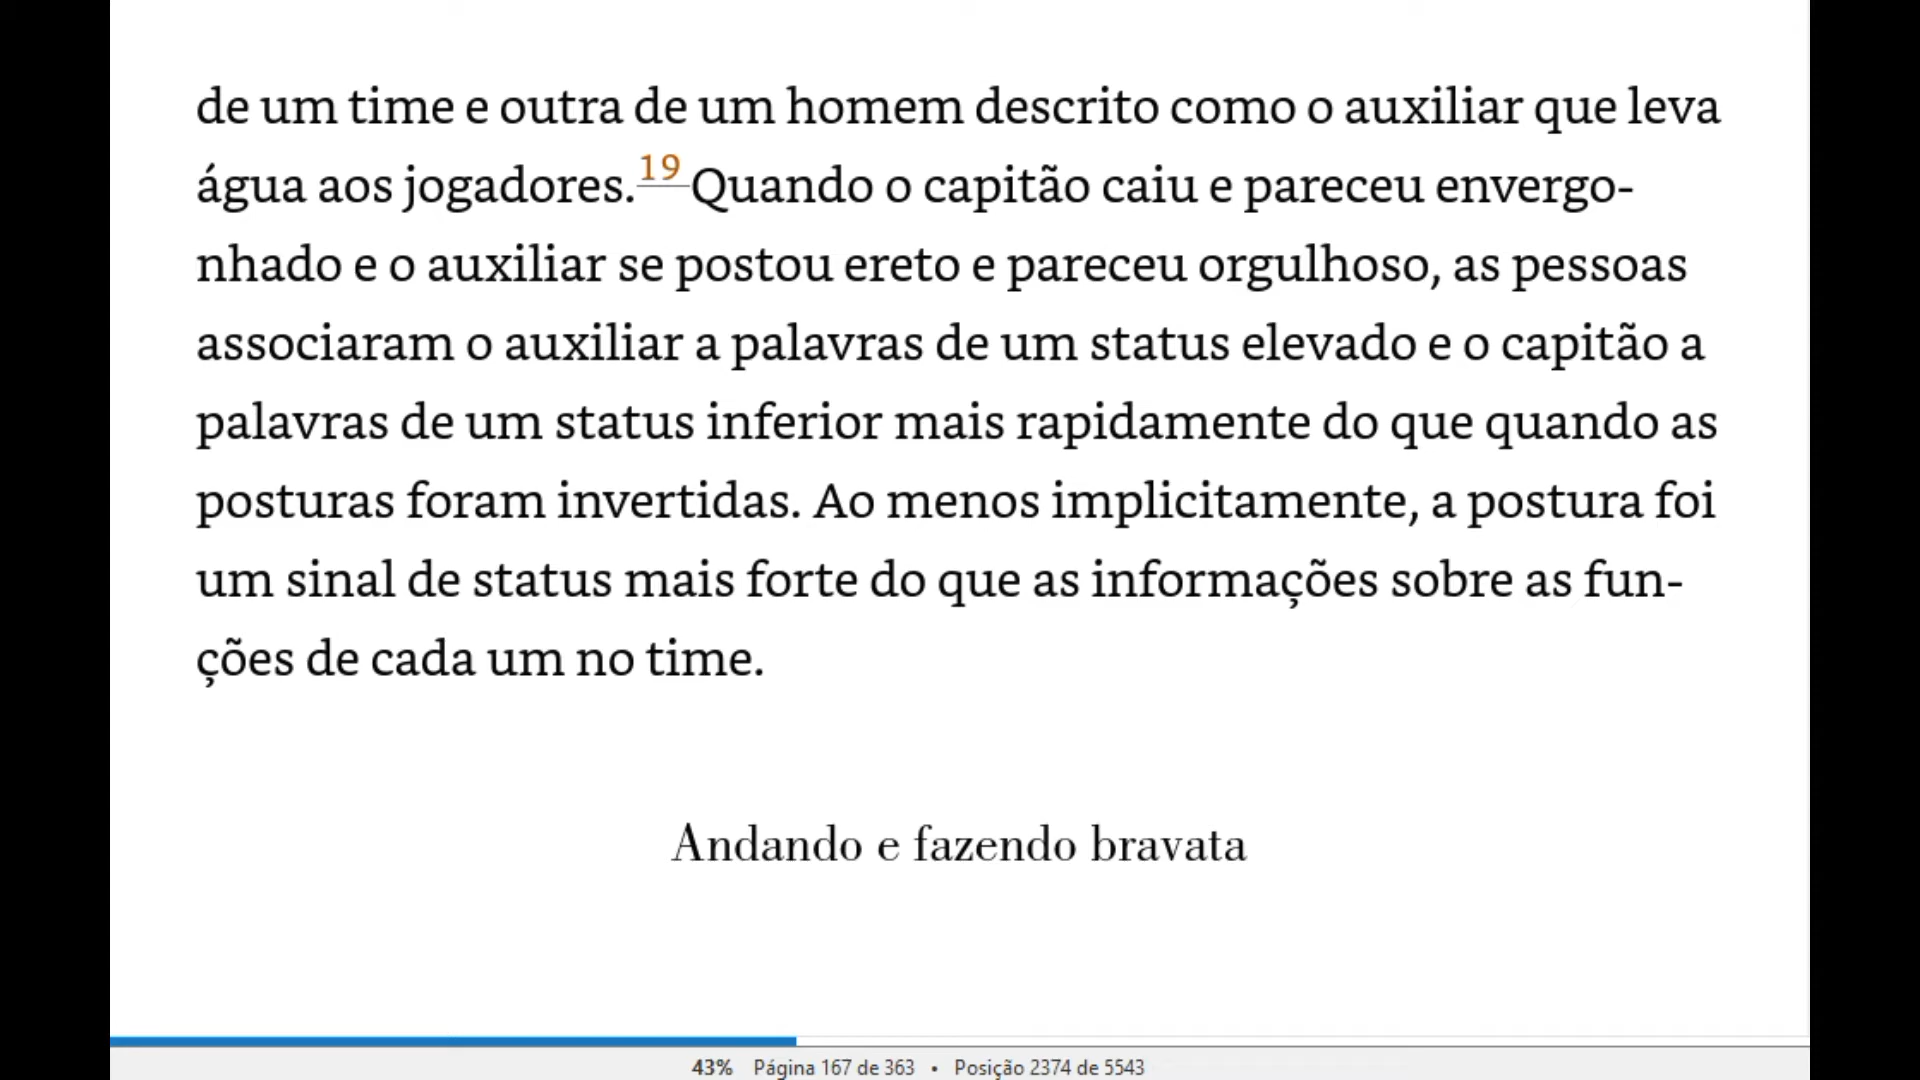 de um time e outra de um homem descrito como o auxiliar que leva
água aos jogadores.19 Quando o capitão caiu e pareceu envergo-
nhado e o auxiliar se postou ereto e pareceu orgulhoso, as pessoas
associaram o auxiliar a palavras de um status elevado e o capitão a
palavras de um status inferior mais rapidamente do que quando as
posturas foram invertidas. Ao menos implicitamente, a postura foi
um sinal de status mais forte do que as informações sobre as fun-
ções de cada um no time.
Andando e fazendo bravata
43% Página 167 de 363 • Posição 2374 de 5543